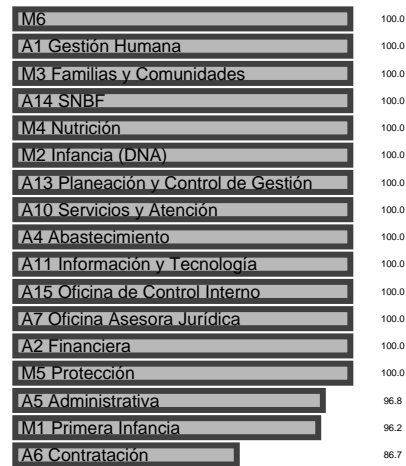 M6 100.0
A1 Gestión Humana 100.0
M3 Familias y Comunidades 100.0
A14 SNBF 100.0
M4 Nutrición 100.0
M2 Infancia (DNA) 100.0
A13 Planeación y Control de Gestión 100.0
A10 Servicios y Atención 100.0
A4 Abastecimiento 100.0
A11 Información y Tecnología 100.0
A15 Oficina de Control Interno 100.0
A7 Oficina Asesora Jurídica 100.0
A2 Financiera 100.0
M5 Protección 100.0
A5 Administrativa 96.8
M1 Primera Infancia 96.2
A6 Contratación 86.7